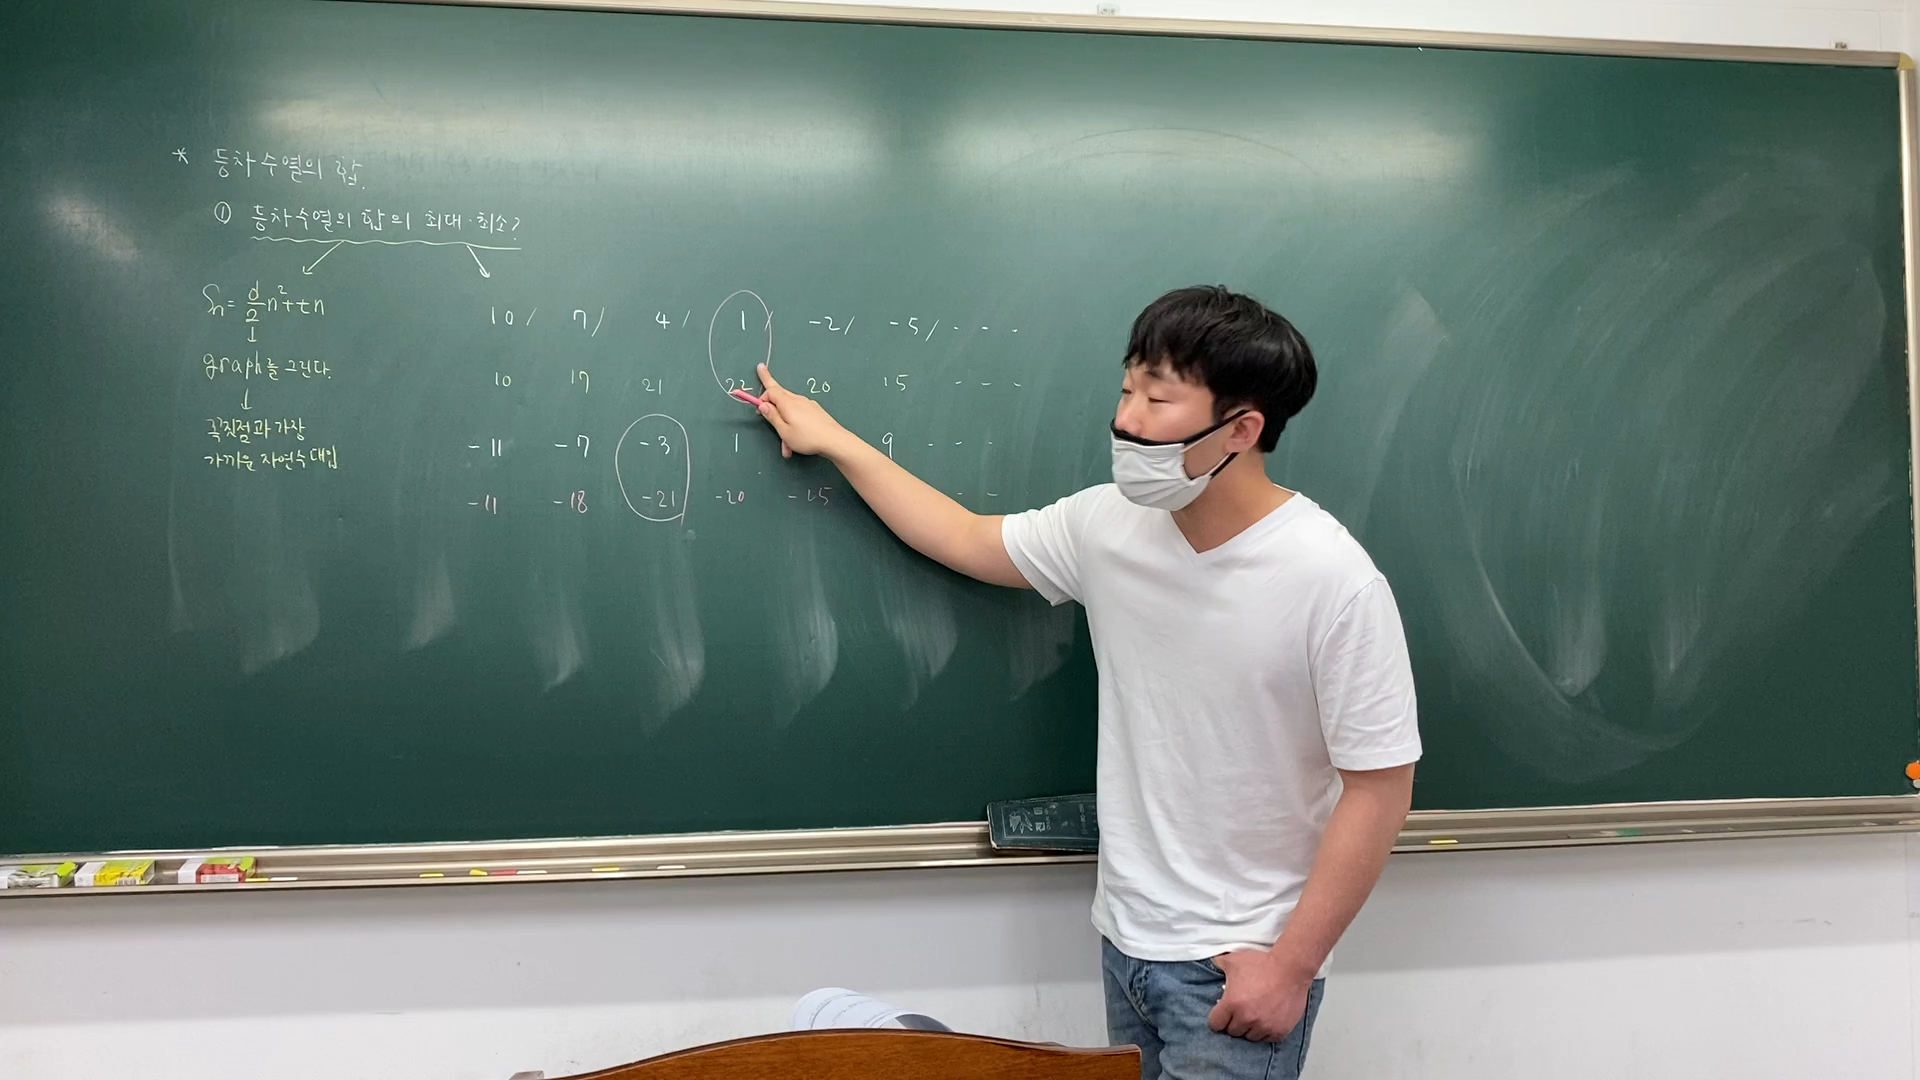 * 등차수열의 합.
① 등차수열의 합의 최대·최소?
Sn = d/2 n² + tn
↓
graph를 그린다.
↓
꼭짓점과 가장
가까운 자연수 대입
10 / 7 / 4 / 1 / -2 / -5 / - - -
10 17 21 22 20 15 - - -
-11 -7 -3 1 9 - - -
-11 -18 -21 -20 -15 - -